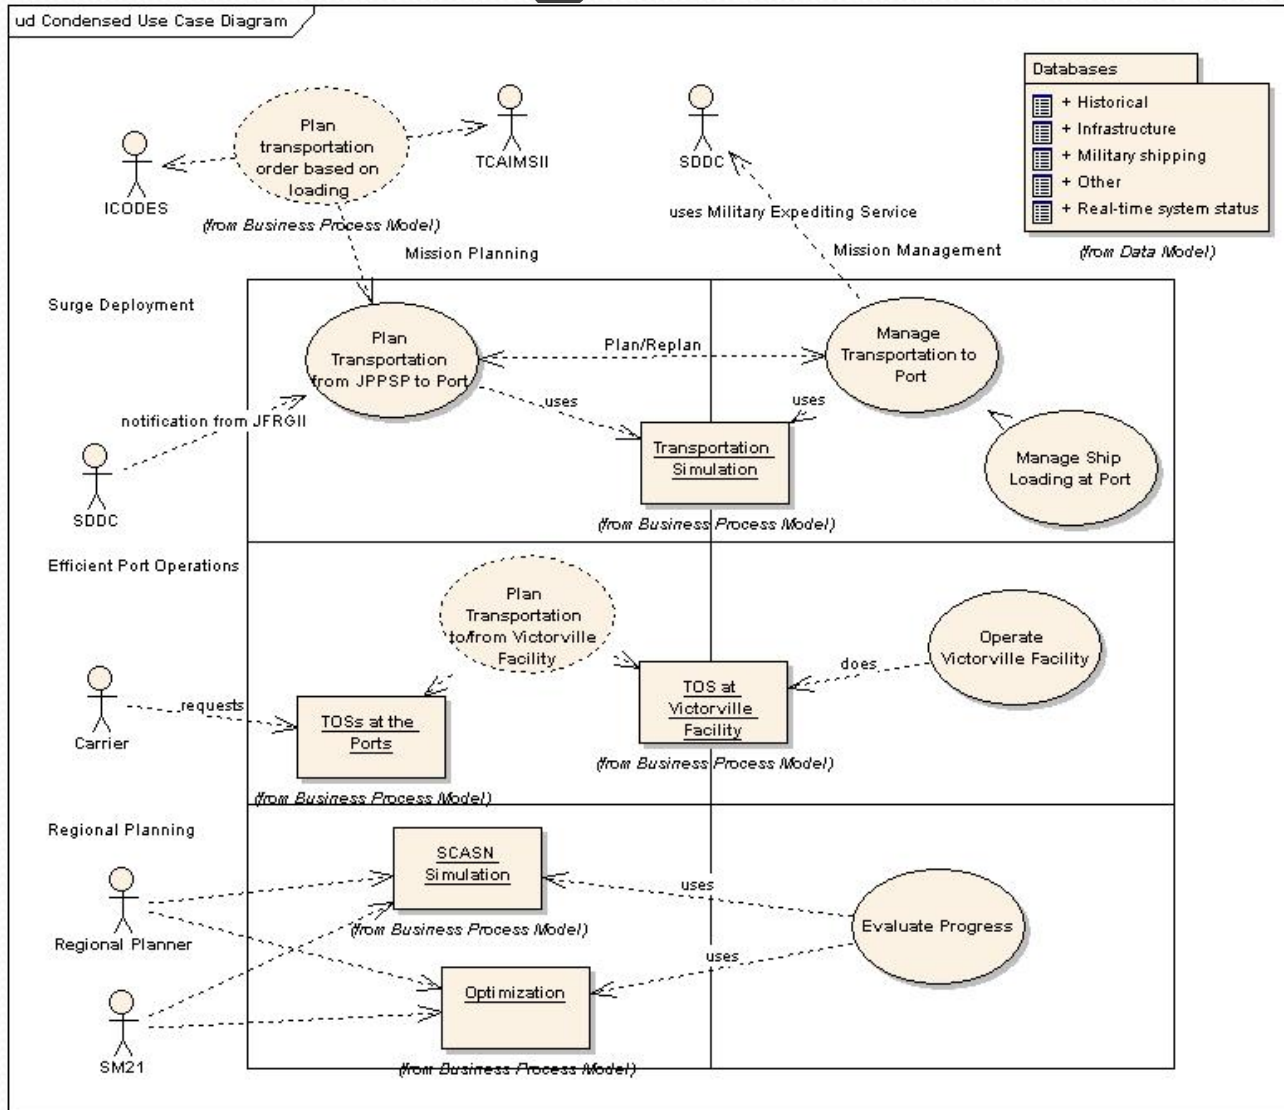 ud Condensed Use Case Diagram
Databases
+ Historical
+ Infrastructure
+ Military shipping
+ Other
+ Real-time system status
(from Data Model)
Plan
transportation
order based on
loading
(from Business Process Model)
ICODES
TCAIMSII
SDDC
uses Military Expediting Service
Mission Planning
Mission Management
Surge Deployment
Plan
Transportation
from JPPSP to Port
Plan/Replan
Manage
Transportation to
Port
notification from JFRGII
uses
uses
SDDC
Transportation
Simulation
(from Business Process Model)
Manage Ship
Loading at Port
Efficient Port Operations
Plan
Transportation
to/from Victorville
Facility
Operate
Victorville Facility
does
Carrier
requests
TOSs at the
Ports
(from Business Process Model)
TOS at
Victorville
Facility
(from Business Process Model)
Regional Planning
SCASN
Simulation
(from Business Process Model)
uses
Evaluate Progress
Regional Planner
uses
Optimization
(from Business Process Model)
SM21